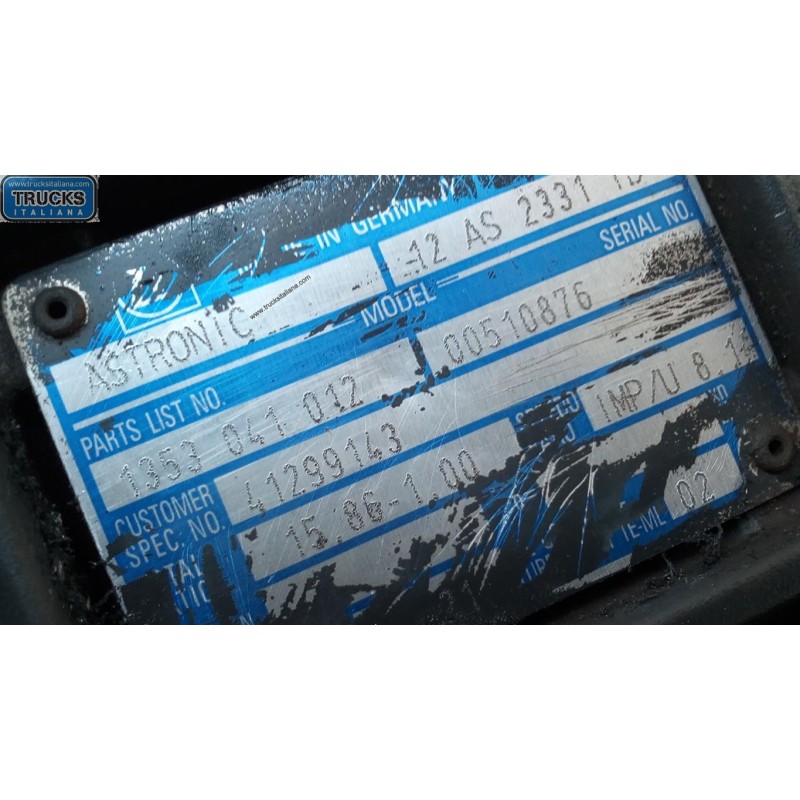 www.trucksitaliana.com
TRUCKS
ITALIANA
IN GERMANY
ASTRONIC
12 AS 2331
www.trucksitaliana.com
MODEL
SERIAL NO.
PARTS LIST NO.
1353 041 012
00510876
CUSTOMER
SPEC. NO.
41299143
IMP/U 8.1
15.86-1.00
TE-ML 02